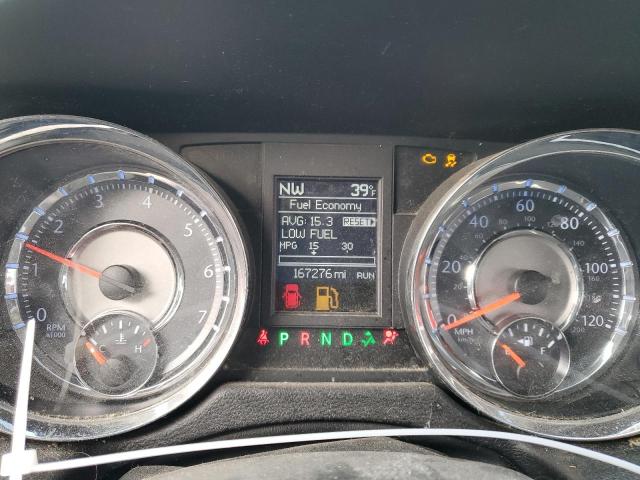 NW 39°F
Fuel Economy
AVG: 15.3 RESET
LOW FUEL
MPG 15 30
167276 mi RUN
P R N D
0 1 2 3 4 5 6 7
RPM
x1000
C H
0 20 40 60 80 100 120
MPH
km/h
F